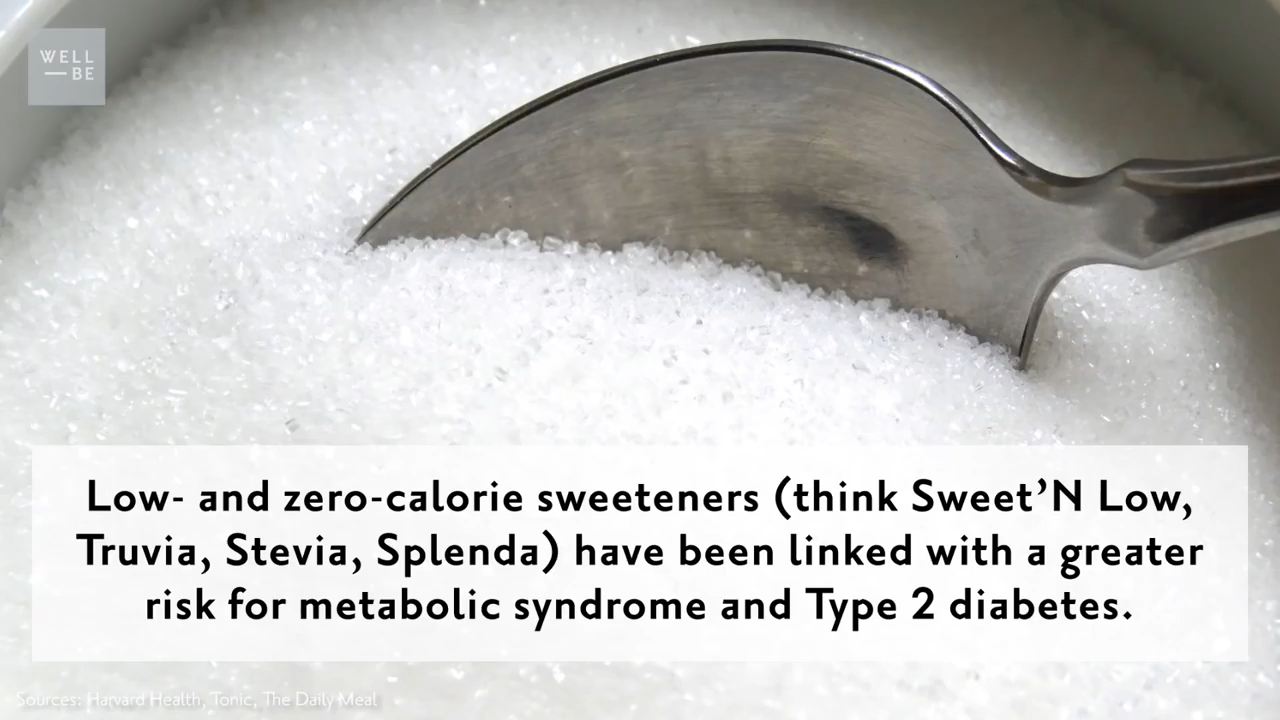 WELL
—BE
Low- and zero-calorie sweeteners (think Sweet’N Low,
Truvia, Stevia, Splenda) have been linked with a greater
risk for metabolic syndrome and Type 2 diabetes.
Sources: Harvard Health, Tonic, The Daily Meal